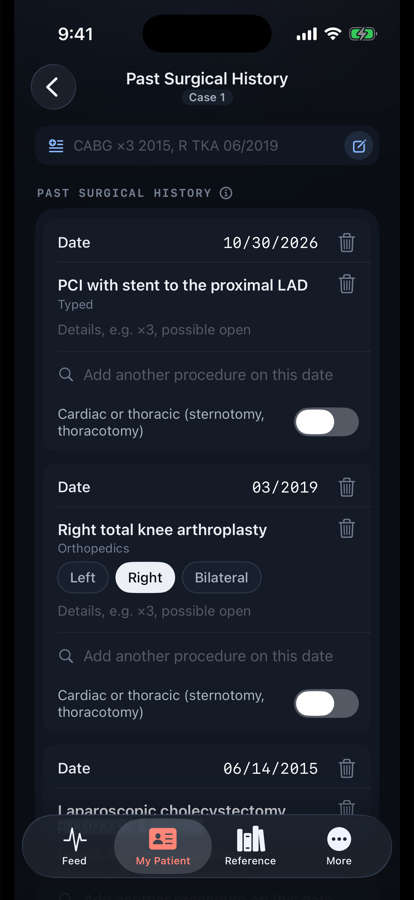 9:41
Past Surgical History
Case 1
CABG ×3 2015, R TKA 06/2019
PAST SURGICAL HISTORY
Date 10/30/2026
PCI with stent to the proximal LAD
Typed
Details, e.g. ×3, possible open
Add another procedure on this date
Cardiac or thoracic (sternotomy,
thoracotomy)
Date 03/2019
Right total knee arthroplasty
Orthopedics
Left Right Bilateral
Details, e.g. ×3, possible open
Add another procedure on this date
Cardiac or thoracic (sternotomy,
thoracotomy)
Date 06/14/2015
Laparoscopic cholecystectomy
Feed My Patient Reference More